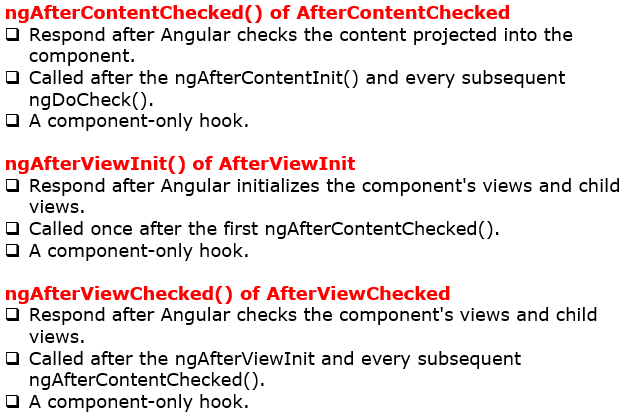 ngAfterContentChecked() of AfterContentChecked
❑ Respond after Angular checks the content projected into the
component.
❑ Called after the ngAfterContentInit() and every subsequent
ngDoCheck().
❑ A component-only hook.
ngAfterViewInit() of AfterViewInit
❑ Respond after Angular initializes the component's views and child
views.
❑ Called once after the first ngAfterContentChecked().
❑ A component-only hook.
ngAfterViewChecked() of AfterViewChecked
❑ Respond after Angular checks the component's views and child
views.
❑ Called after the ngAfterViewInit and every subsequent
ngAfterContentChecked().
❑ A component-only hook.